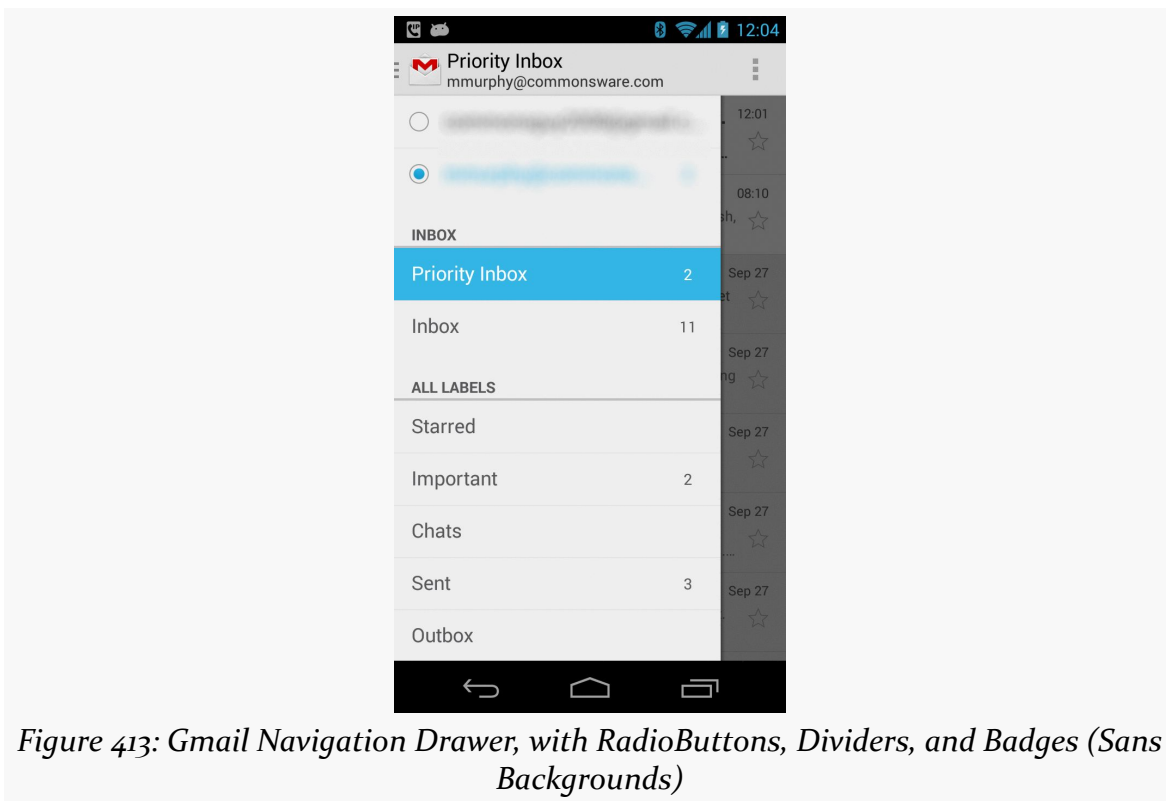 12:04
Priority Inbox
mmurphy@commonsware.com
12:01
08:10
INBOX
Priority Inbox 2 Sep 27
Inbox 11
Sep 27
ALL LABELS
Starred Sep 27
Important 2
Sep 27
Chats
Sent 3 Sep 27
Outbox
Figure 413: Gmail Navigation Drawer, with RadioButtons, Dividers, and Badges (Sans
Backgrounds)